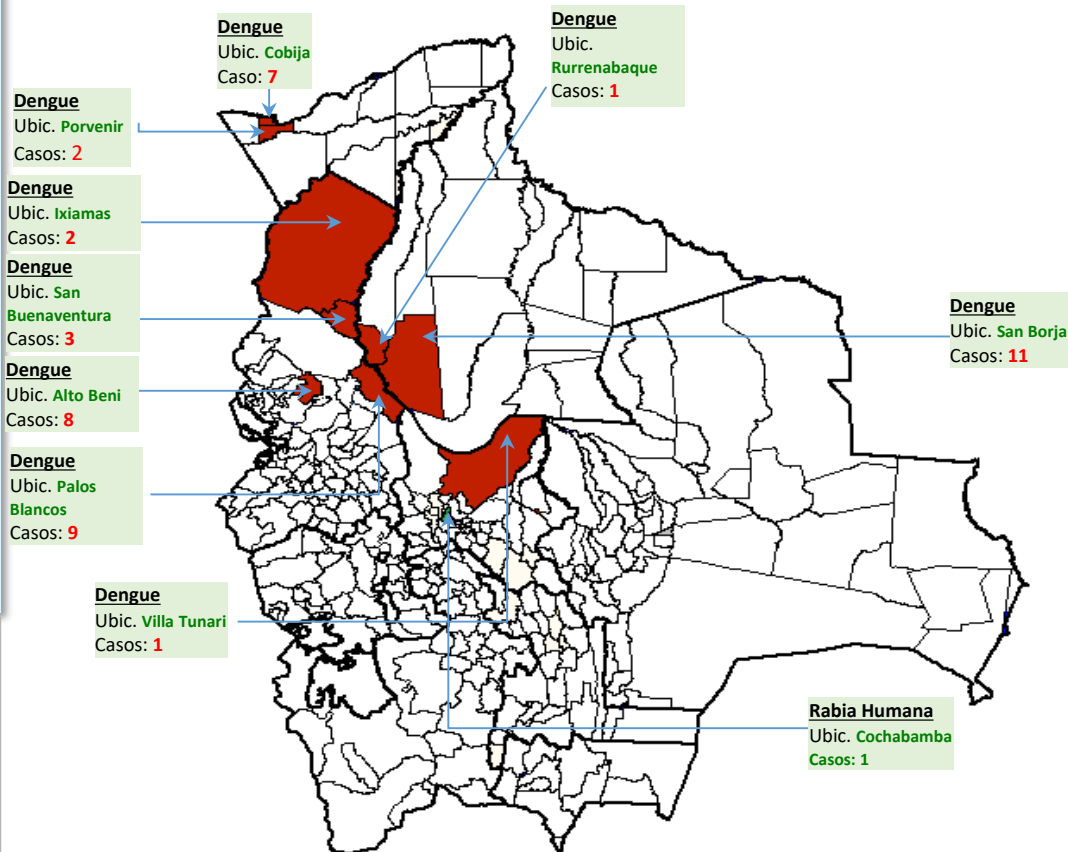 Dengue
Ubic. Cobija
Caso: 7
Dengue
Ubic.
Rurrenabaque
Casos: 1
Dengue
Ubic. Porvenir
Casos: 2
Dengue
Ubic. Ixiamas
Casos: 2
Dengue
Ubic. San
Buenaventura
Casos: 3
Dengue
Ubic. San Borja
Casos: 11
Dengue
Ubic. Alto Beni
Casos: 8
Dengue
Ubic. Palos
Blancos
Casos: 9
Dengue
Ubic. Villa Tunari
Casos: 1
Rabia Humana
Ubic. Cochabamba
Casos: 1